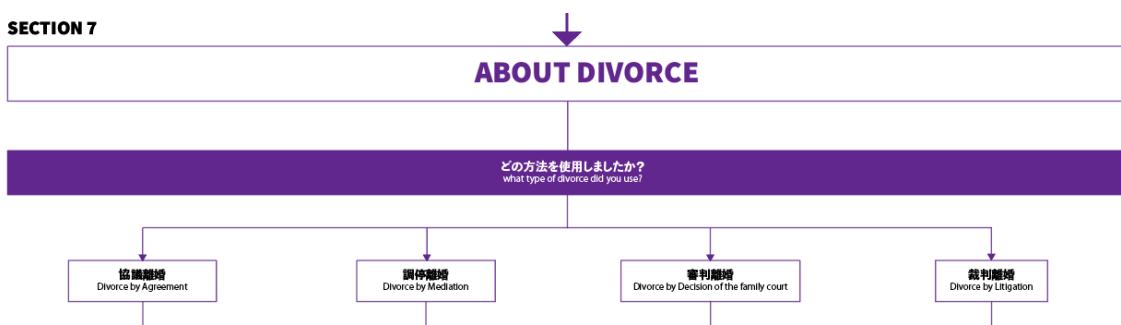 SECTION 7
ABOUT DIVORCE
どの方法を使用しましたか？
what type of divorce did you use?
協議離婚
Divorce by Agreement
調停離婚
Divorce by Mediation
審判離婚
Divorce by Decision of the family court
裁判離婚
Divorce by Litigation